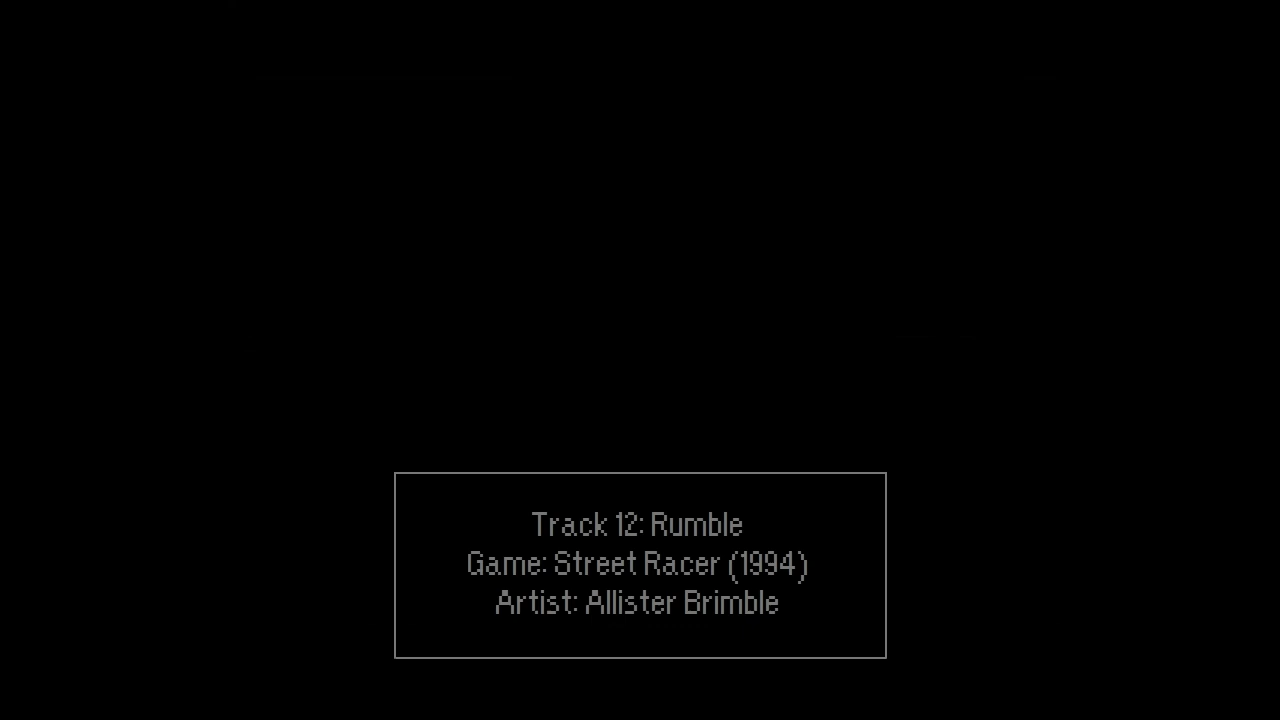 Track 12: Rumble
Game: Street Racer (1994)
Artist: Allister Brimble